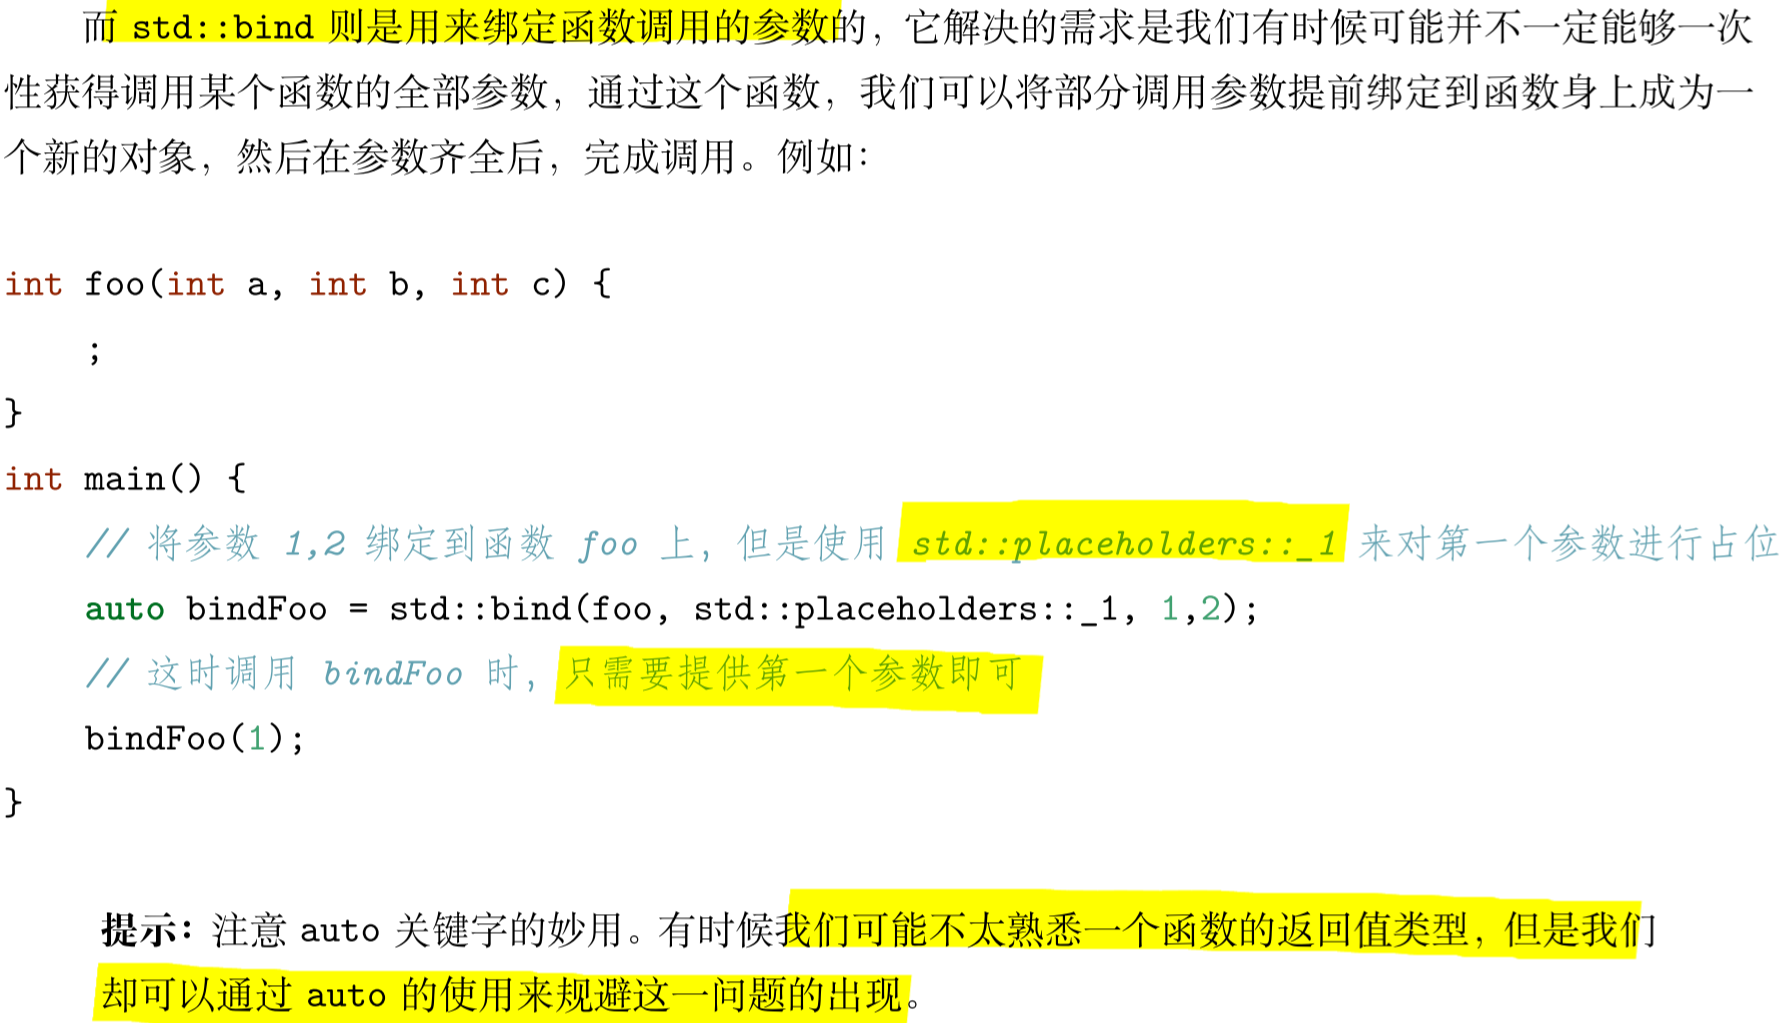 而 std::bind 则是用来绑定函数调用的参数的，它解决的需求是我们有时候可能并不一定能够一次
性获得调用某个函数的全部参数，通过这个函数，我们可以将部分调用参数提前绑定到函数身上成为一
个新的对象，然后在参数齐全后，完成调用。例如：
int foo(int a, int b, int c) {
    ;
}
int main() {
    // 将参数 1,2 绑定到函数 foo 上，但是使用 std::placeholders::_1 来对第一个参数进行占位
    auto bindFoo = std::bind(foo, std::placeholders::_1, 1,2);
    // 这时调用 bindFoo 时，只需要提供第一个参数即可
    bindFoo(1);
}
提示：注意 auto 关键字的妙用。有时候我们可能不太熟悉一个函数的返回值类型，但是我们
却可以通过 auto 的使用来规避这一问题的出现。